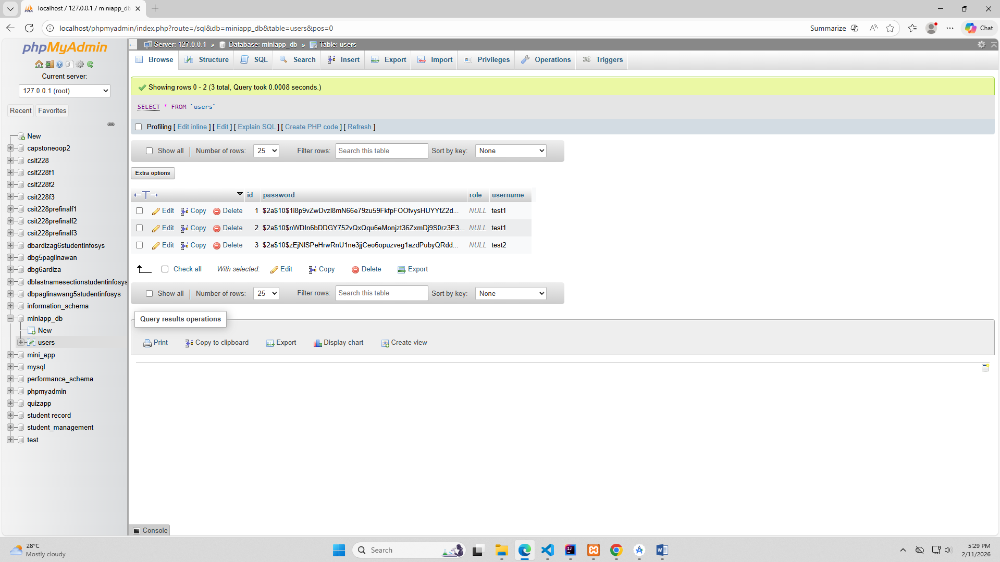 localhost / 127.0.0.1 / miniapp_db
localhost/phpmyadmin/index.php?route=/sql&db=miniapp_db&table=users&pos=0
Summarize
Chat
phpMyAdmin
Current server:
127.0.0.1 (root)
Recent
Favorites
New
capstoneoop2
csit228
csit228f1
csit228f2
csit228f3
csit228prefinalf1
csit228prefinalf2
csit228prefinalf3
dbardizag6studentinfosys
dbg5paglinawan
dbg6ardiza
dblastnamesectionstudentinfosys
dbpaglinawang5studentinfosys
information_schema
miniapp_db
New
users
mini_app
mysql
performance_schema
phpmyadmin
quizapp
student record
student_management
test
Server: 127.0.0.1 » Database: miniapp_db » Table: users
Browse Structure SQL Search Insert Export Import Privileges Operations Triggers
Showing rows 0 - 2 (3 total, Query took 0.0008 seconds.)
SELECT * FROM `users`
Profiling [ Edit inline ] [ Edit ] [ Explain SQL ] [ Create PHP code ] [ Refresh ]
Show all Number of rows: 25 Filter rows: Search this table Sort by key: None
Extra options
id password role username
Edit Copy Delete 1 $2a$10$1i8p9vZwDvzI8mN66e79zu59FkfpFOOtvysHUYYfZ2d... NULL test1
Edit Copy Delete 2 $2a$10$nWDIn6bDDGY752vQxQqu6eMonjzt36ZxmDj9S0rz3E3... NULL test1
Edit Copy Delete 3 $2a$10$zEjNISPeHrwRnU1ne3jjCeo6opuzveg1azdPubyQRdd... NULL test2
Check all With selected: Edit Copy Delete Export
Show all Number of rows: 25 Filter rows: Search this table Sort by key: None
Query results operations
Print Copy to clipboard Export Display chart Create view
Console
28°C
Mostly cloudy
Search
5:29 PM
2/11/2026